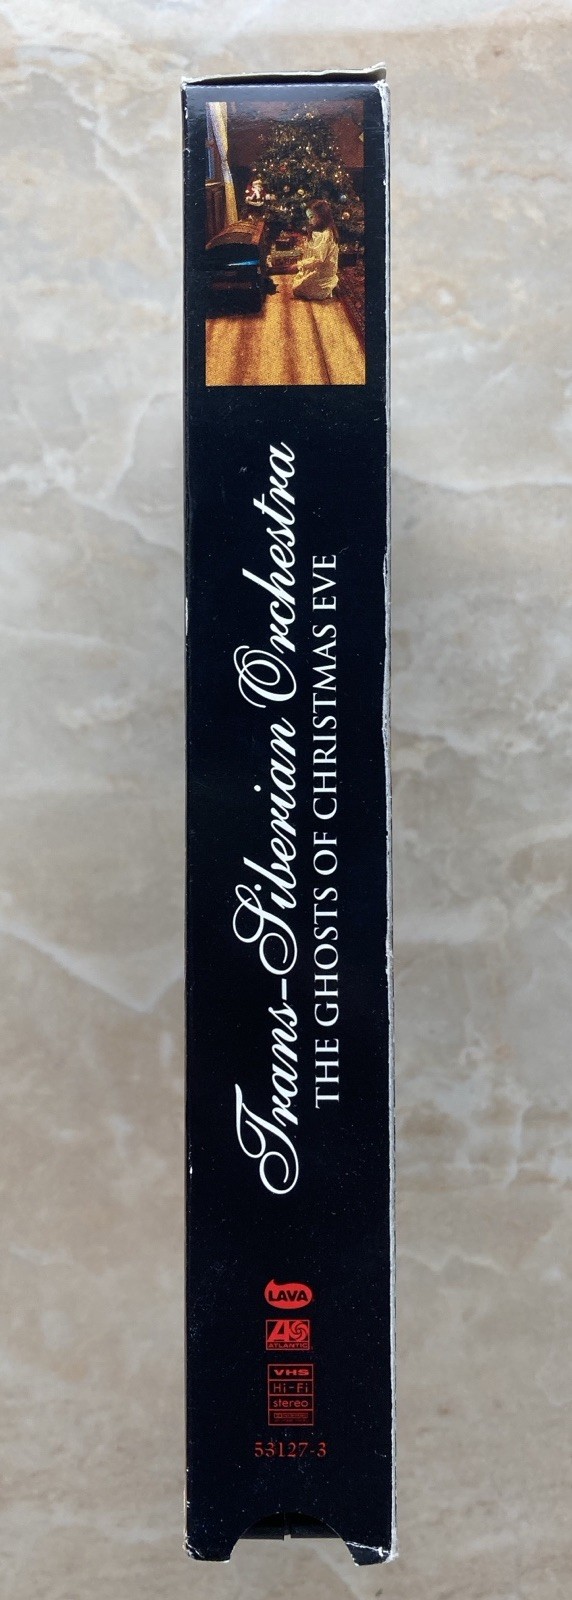 Trans-Siberian Orchestra
THE GHOSTS OF CHRISTMAS EVE
LAVA
ATLANTIC
VHS
Hi-Fi
stereo
53127-3